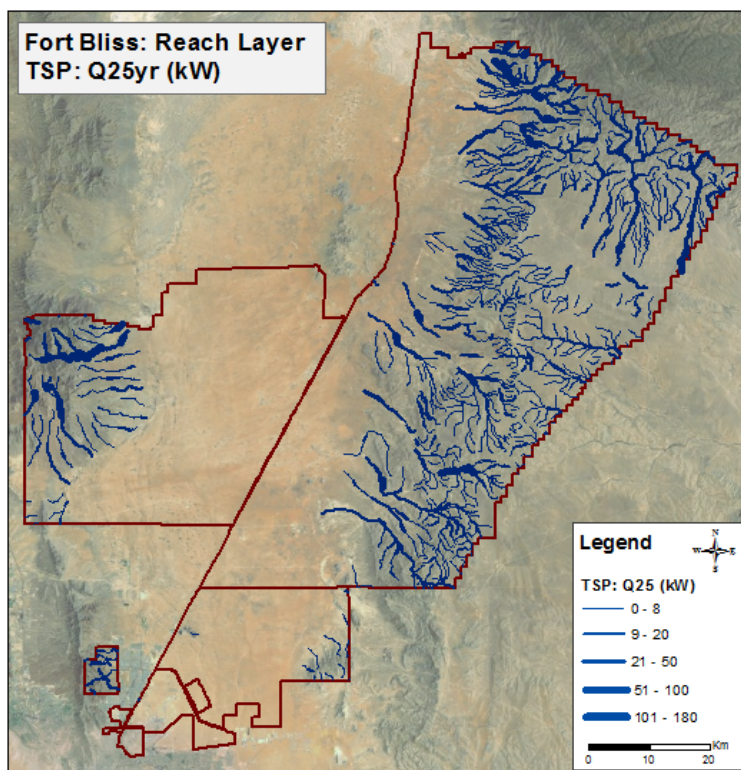 Fort Bliss: Reach Layer
TSP: Q25yr (kW)
Legend
N
W E
S
TSP: Q25 (kW)
0 - 8
9 - 20
21 - 50
51 - 100
101 - 180
Km
0 10 20